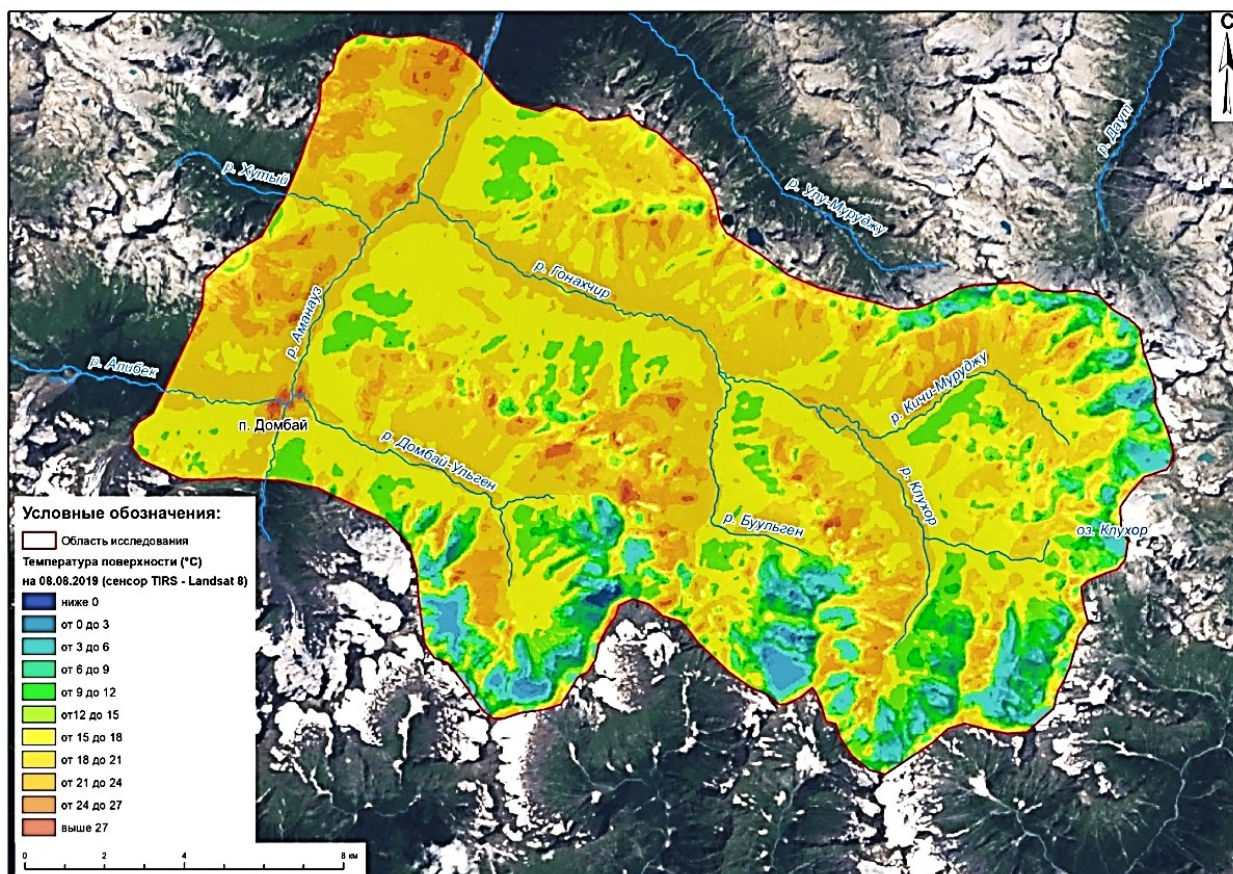 С
р. Даут
р. Хутый
р. Улу-Муруджу
р. Гоначхир
р. Аманауз
р. Алибек
р. Кичи-Муруджу
п. Домбай
р. Домбай-Ульген
р. Клухор
р. Буульген
оз. Клухор
Условные обозначения:
Область исследования
Температура поверхности (°C)
на 08.08.2019 (сенсор TIRS - Landsat 8)
ниже 0
от 0 до 3
от 3 до 6
от 6 до 9
от 9 до 12
от12 до 15
от 15 до 18
от 18 до 21
от 21 до 24
от 24 до 27
выше 27
0 2 4 8 км